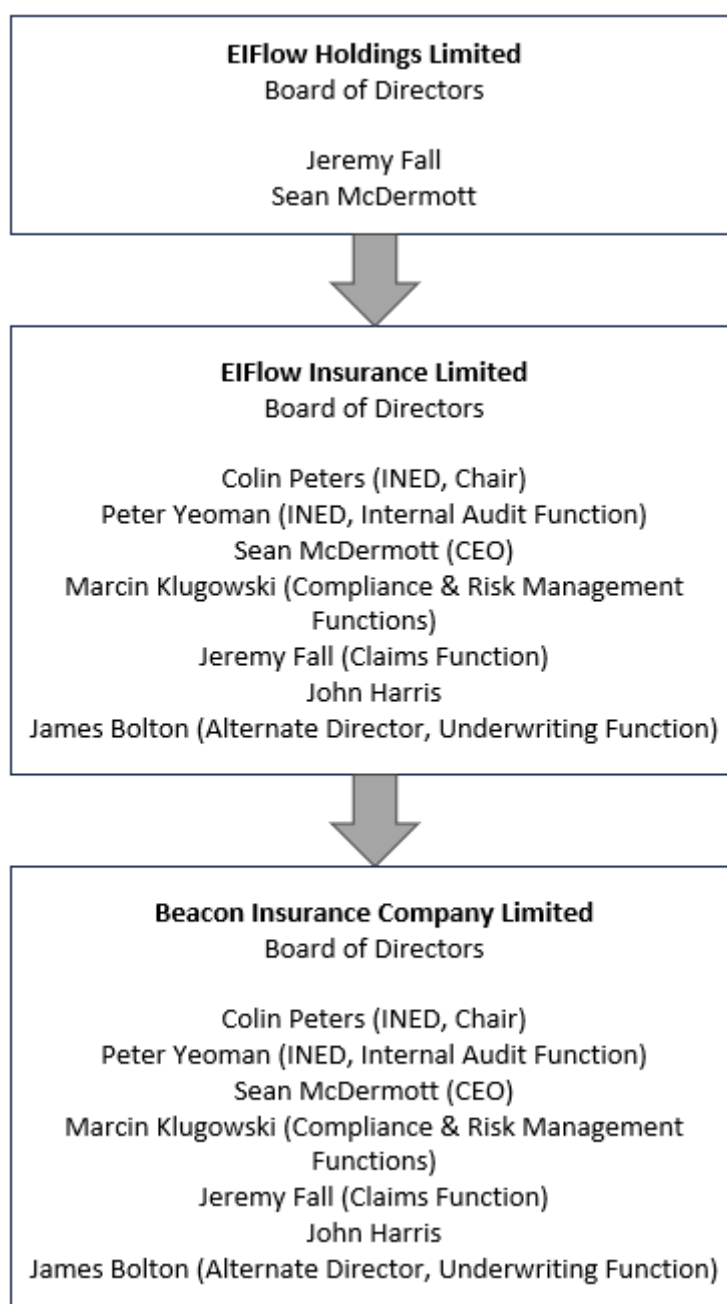 EIFlow Holdings Limited
Board of Directors
Jeremy Fall
Sean McDermott
EIFlow Insurance Limited
Board of Directors
Colin Peters (INED, Chair)
Peter Yeoman (INED, Internal Audit Function)
Sean McDermott (CEO)
Marcin Klugowski (Compliance & Risk Management
Functions)
Jeremy Fall (Claims Function)
John Harris
James Bolton (Alternate Director, Underwriting Function)
Beacon Insurance Company Limited
Board of Directors
Colin Peters (INED, Chair)
Peter Yeoman (INED, Internal Audit Function)
Sean McDermott (CEO)
Marcin Klugowski (Compliance & Risk Management
Functions)
Jeremy Fall (Claims Function)
John Harris
James Bolton (Alternate Director, Underwriting Function)